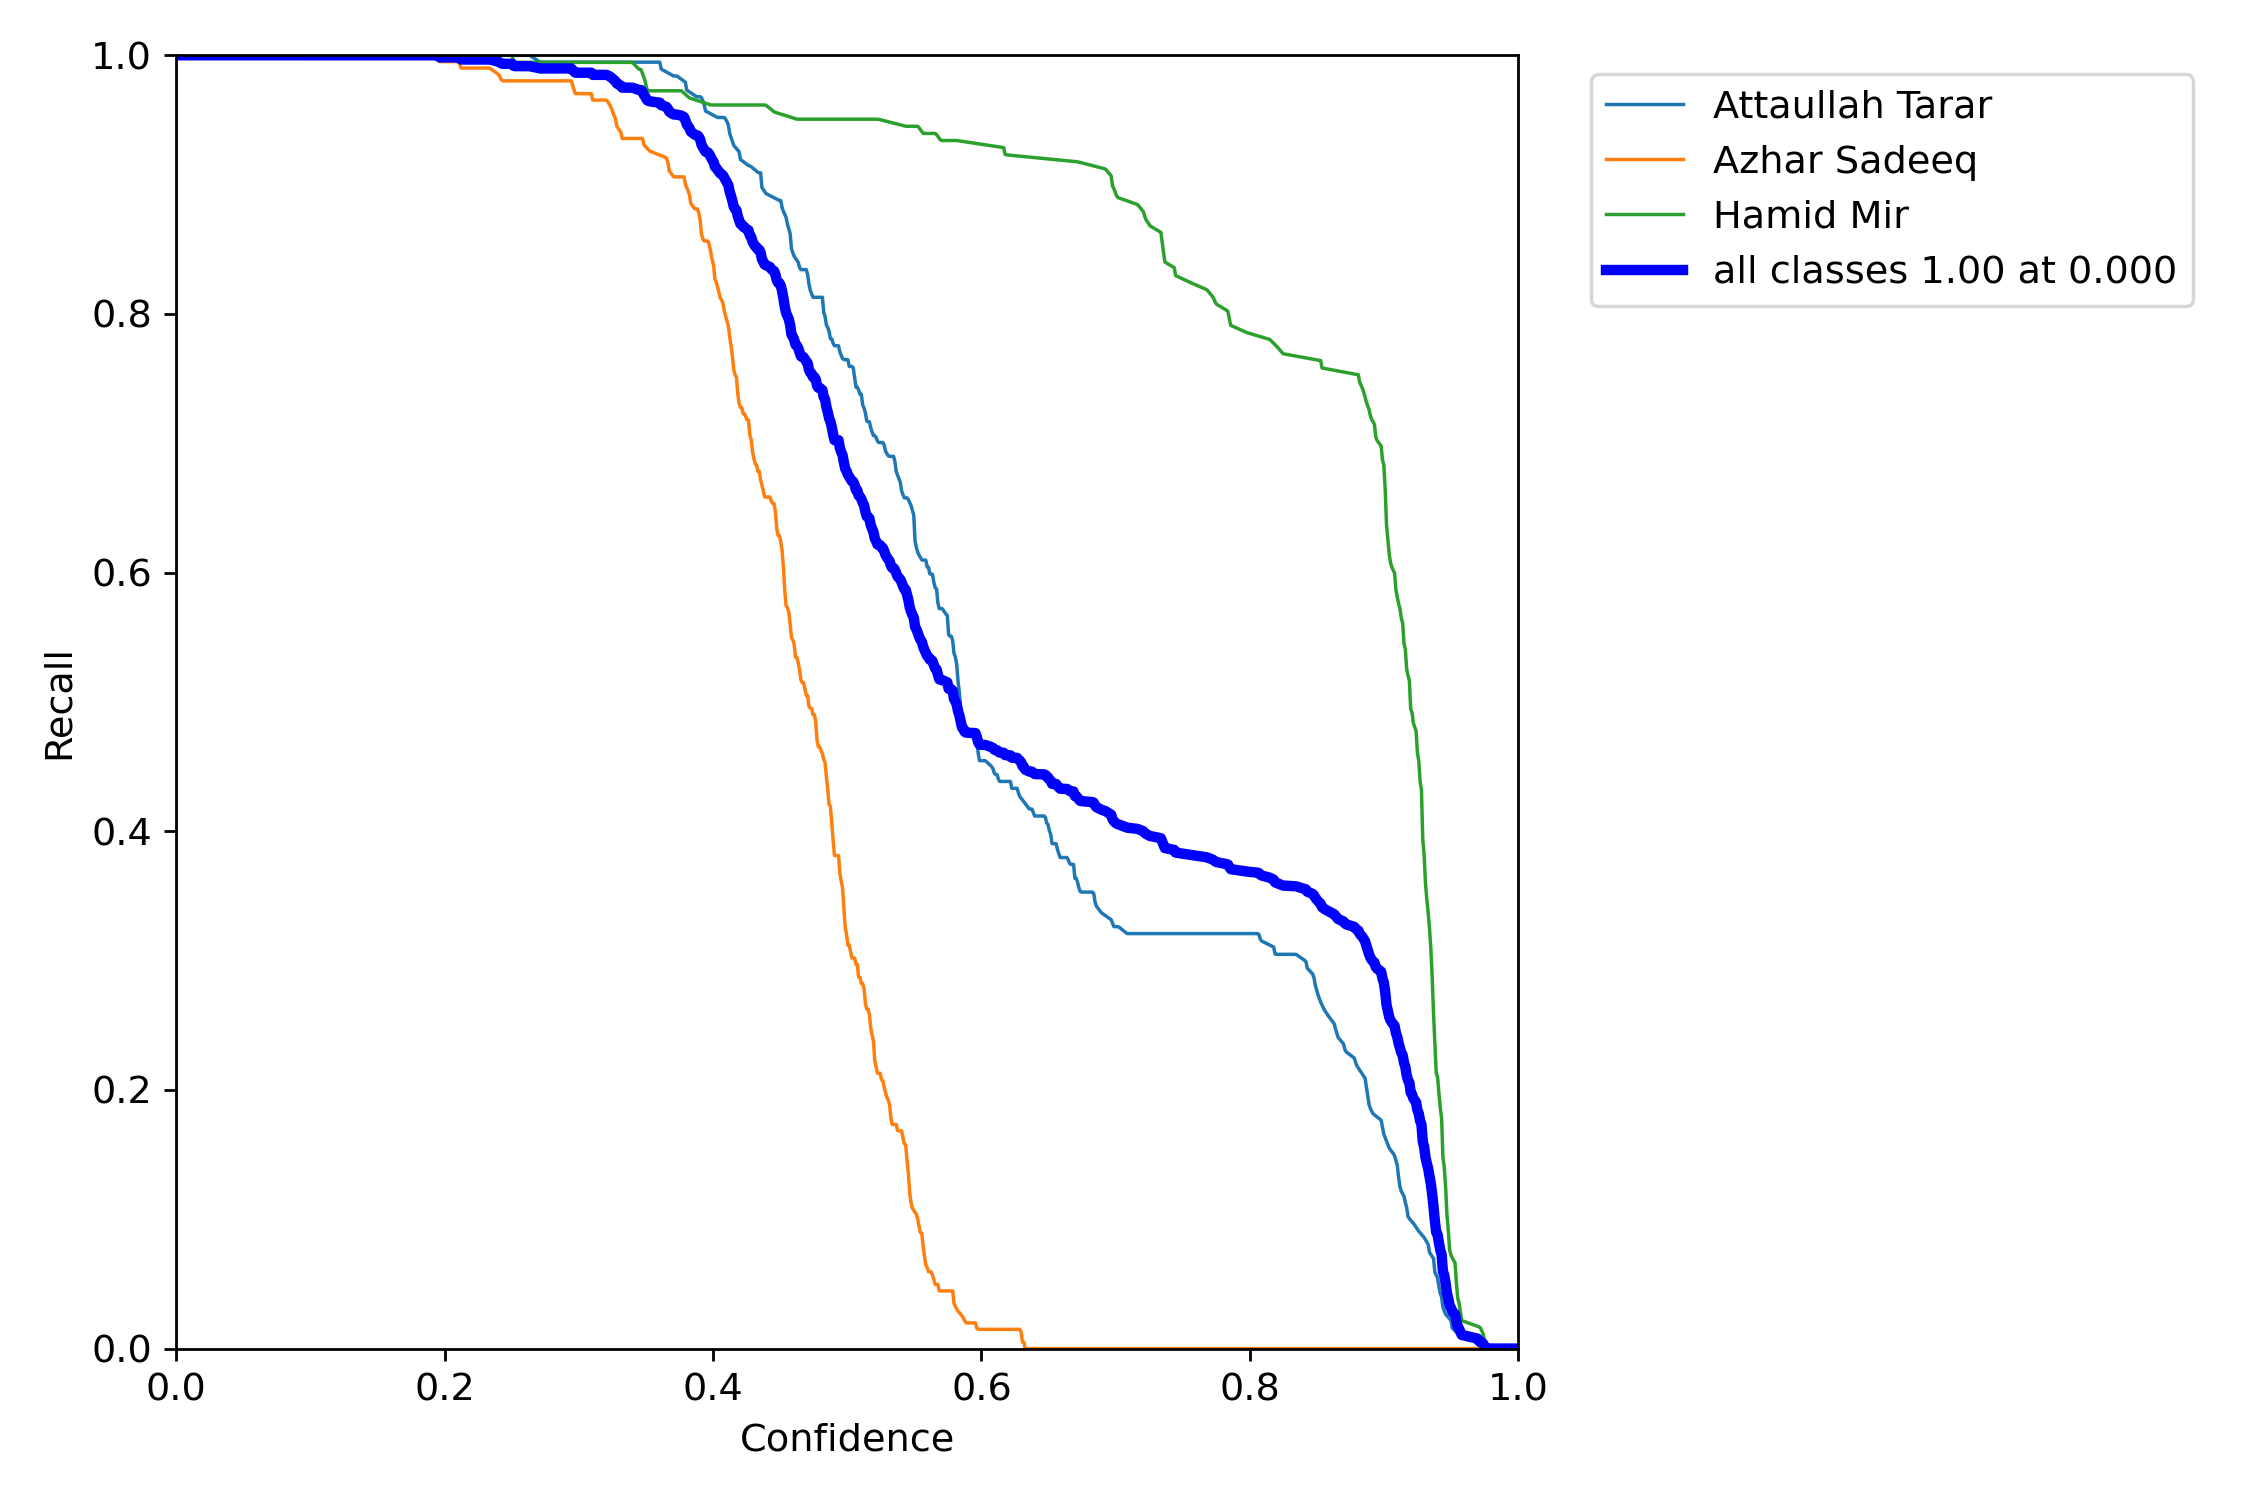 Attaullah Tarar
Azhar Sadeeq
Hamid Mir
all classes 1.00 at 0.000
1.0
0.8
0.6
0.4
0.2
0.0
Recall
0.0 0.2 0.4 0.6 0.8 1.0
Confidence